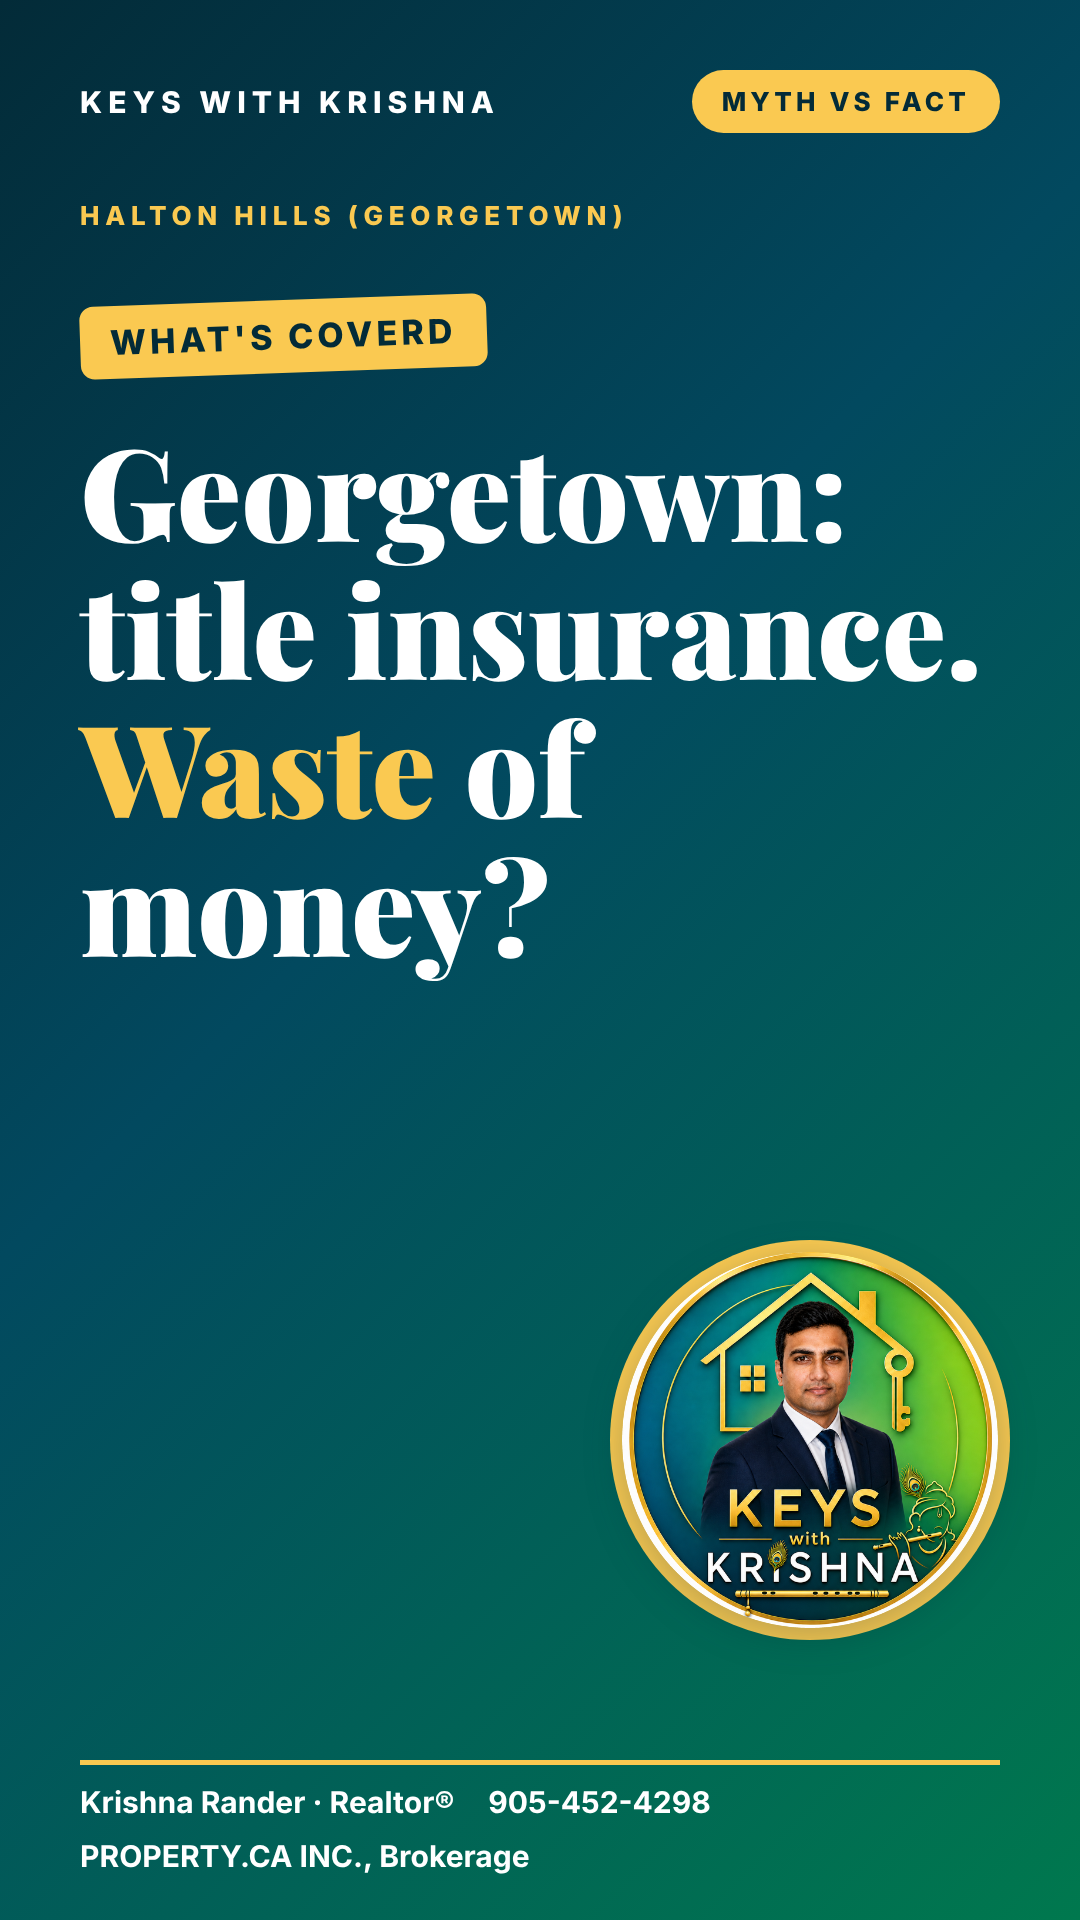 KEYS WITH KRISHNA
MYTH VS FACT
HALTON HILLS (GEORGETOWN)
WHAT'S COVERD
Georgetown:
title insurance.
Waste of
money?
KEYS
with
KRISHNA
Krishna Rander · Realtor® 905-452-4298
PROPERTY.CA INC., Brokerage